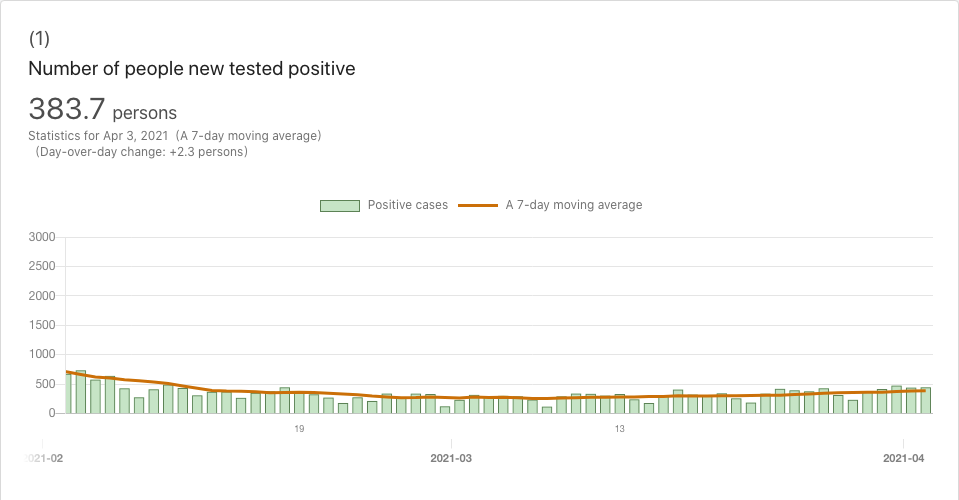 (1)
Number of people new tested positive
383.7 persons
Statistics for Apr 3, 2021 (A 7-day moving average)
(Day-over-day change: +2.3 persons)
Positive cases A 7-day moving average
3000
2500
2000
1500
1000
500
0
19 13
2021-02 2021-03 2021-04